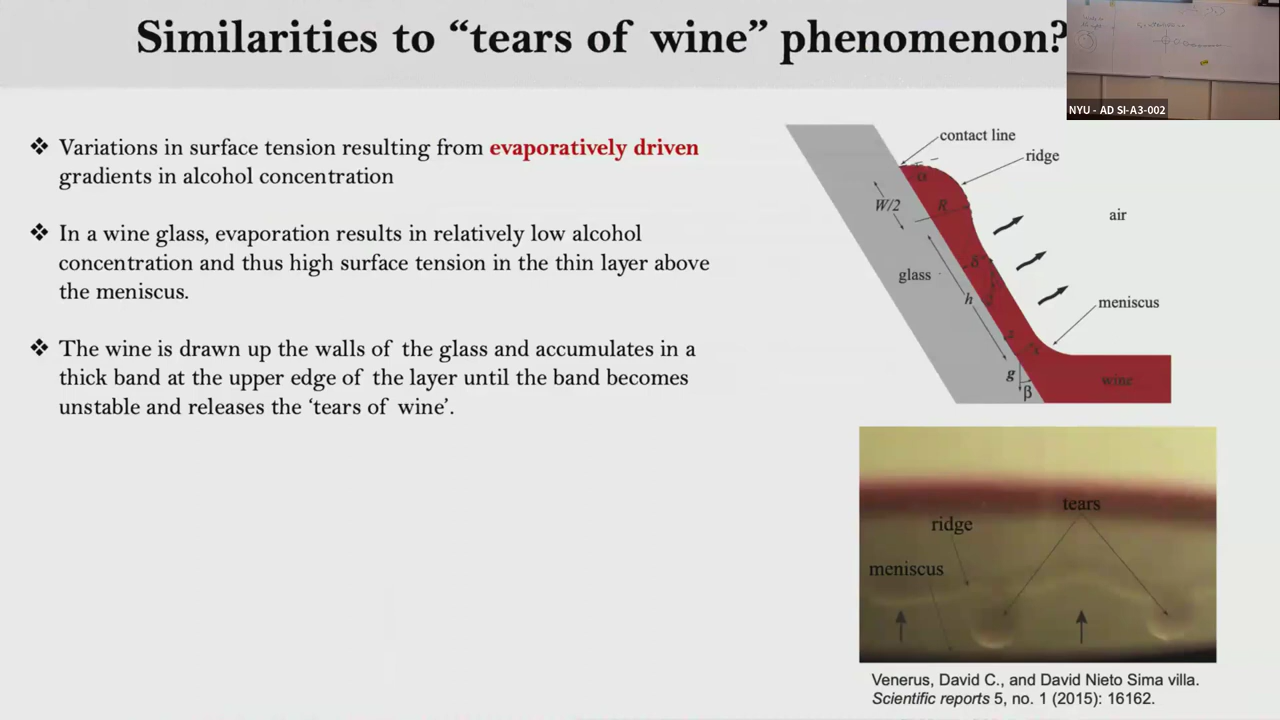 Similarities to “tears of wine” phenomenon?
NYU - AD SI-A3-002
❖ Variations in surface tension resulting from evaporatively driven
gradients in alcohol concentration
❖ In a wine glass, evaporation results in relatively low alcohol
concentration and thus high surface tension in the thin layer above
the meniscus.
❖ The wine is drawn up the walls of the glass and accumulates in a
thick band at the upper edge of the layer until the band becomes
unstable and releases the ‘tears of wine’.
contact line
ridge
α
W/2
R
air
δ
glass
h
meniscus
g
β
wine
tears
ridge
meniscus
Venerus, David C., and David Nieto Sima villa.
Scientific reports 5, no. 1 (2015): 16162.